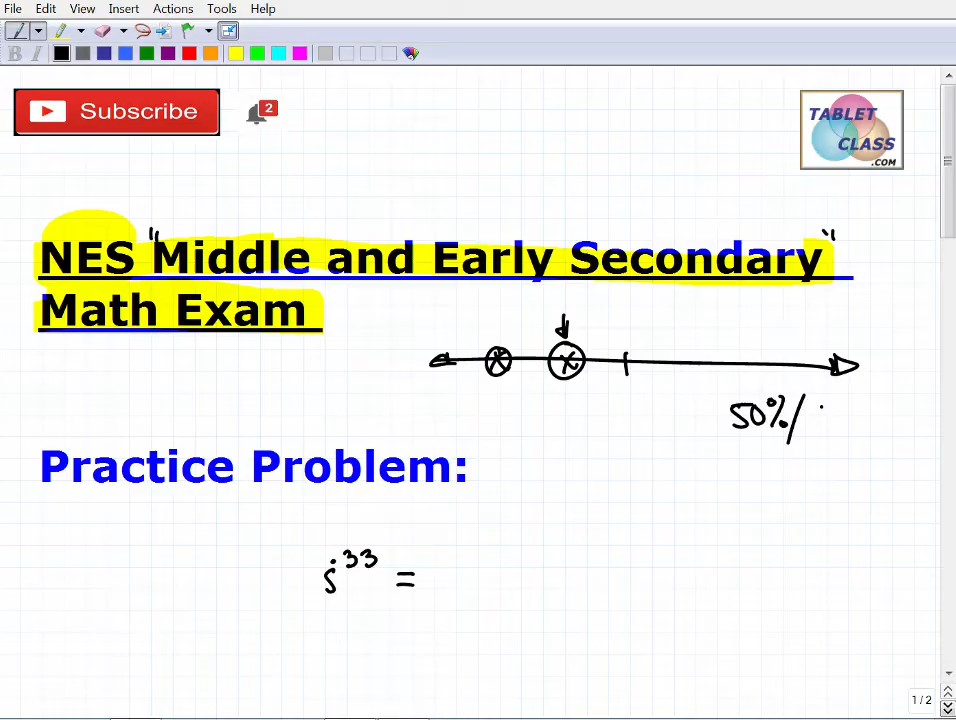 File Edit View Insert Actions Tools Help
B I
Subscribe
2
TABLET
CLASS
.COM
NES "Middle and Early Secondary"
Math Exam
50%/
Practice Problem:
i³³ =
1 / 2